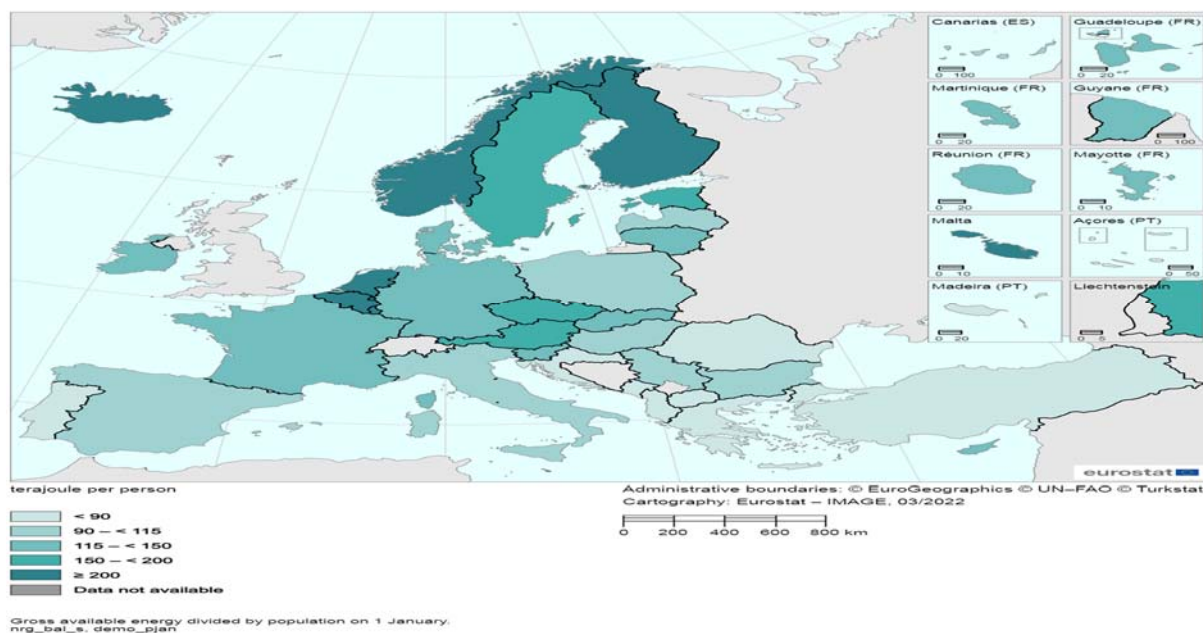 Canarias (ES)
0 100
Guadeloupe (FR)
0 20
Martinique (FR)
0 20
Guyane (FR)
0 100
Réunion (FR)
0 20
Mayotte (FR)
0 10
Malta
0 10
Açores (PT)
0 50
Madeira (PT)
0 20
Liechtenstein
0 5
eurostat
terajoule per person
< 90
90 – < 115
115 – < 150
150 – < 200
≥ 200
Data not available
Administrative boundaries: © EuroGeographics © UN–FAO © Turkstat
Cartography: Eurostat – IMAGE, 03/2022
0 200 400 600 800 km
Gross available energy divided by population on 1 January.
nrg_bal_s, demo_pjan